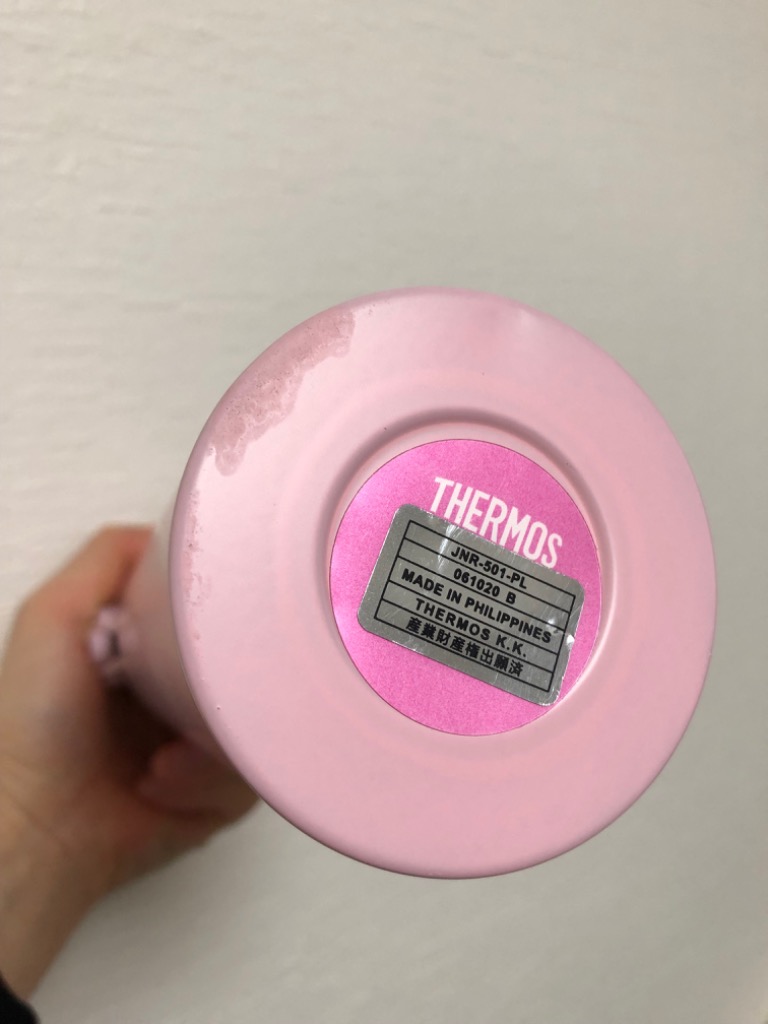 THERMOS
JNR-501-PL
061020 B
MADE IN PHILIPPINES
THERMOS K.K.
産業財産権出願済